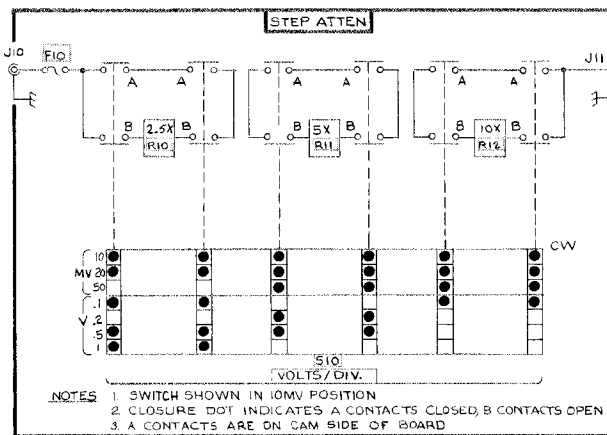 STEP ATTEN
J10
F10
J11
A A
A A
A A
B 2.5X B
R10
B 5X B
R11
B 10X B
R12
CW
MV
10
20
50
V
.1
.2
.5
1
S10
VOLTS/DIV.
NOTES 1. SWITCH SHOWN IN 10MV POSITION
2. CLOSURE DOT INDICATES A CONTACTS CLOSED, B CONTACTS OPEN
3. A CONTACTS ARE ON CAM SIDE OF BOARD